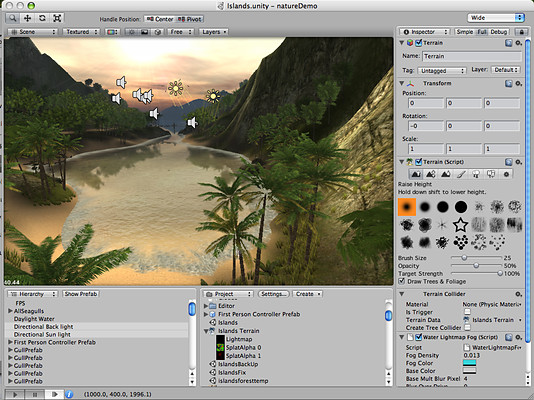 Islands.unity – natureDemo
Handle Position: Center Pivot Wide
Scene Textured Free Layers
Inspector Simple Full Debug
Terrain
Name: Terrain
Tag: Untagged Layer: Default
Transform
Position:
0 0 0
Rotation:
-0 0 0
Scale:
1 1 1
Terrain (Script)
Raise Height
Hold down shift to lower height.
Brush Size 25
Opacity 50%
Target Strength 100%
Draw Trees & Foliage
Terrain Collider
Material None (Physic Materi
Is Trigger
Terrain Data Islands Terrain
Create Tree Collider
Water Lightmap Fog (Script)
Script WaterLightmapFo
Fog Density 0.013
Fog Color
Base Color
Base Mult Blur Pixel 4
40.44
Hierarchy Show Prefab
FPS
AllSeagulls
Daylight Water
Directional Back light
Directional Sun light
First Person Controller Prefab
GullPrefab
GullPrefab
GullPrefab
GullPrefab
Project Settings... Create
Editor
First Person Controller Prefab
Islands
Islands Terrain
Lightmap
SplatAlpha 0
SplatAlpha 1
IslandsBackUp
IslandsFix
Islandsforesttemp
(1000.0, 400.0, 1996.1)